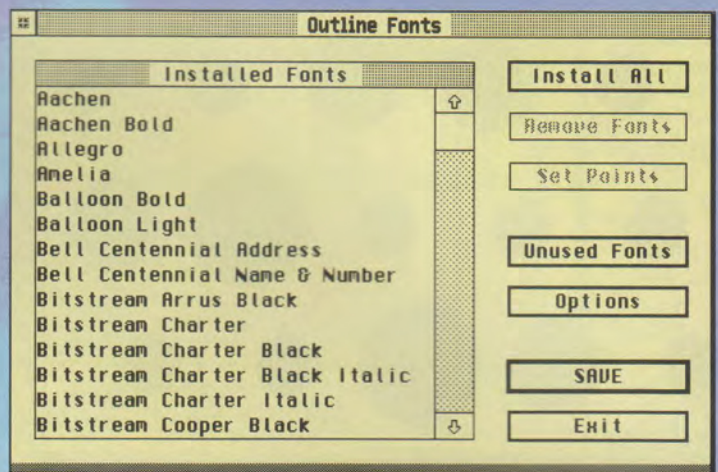 Outline Fonts
Installed Fonts
Aachen
Aachen Bold
Allegro
Amelia
Balloon Bold
Balloon Light
Bell Centennial Address
Bell Centennial Name & Number
Bitstream Arrus Black
Bitstream Charter
Bitstream Charter Black
Bitstream Charter Black Italic
Bitstream Charter Italic
Bitstream Cooper Black
Install All
Remove Fonts
Set Points
Unused Fonts
Options
SAVE
Exit